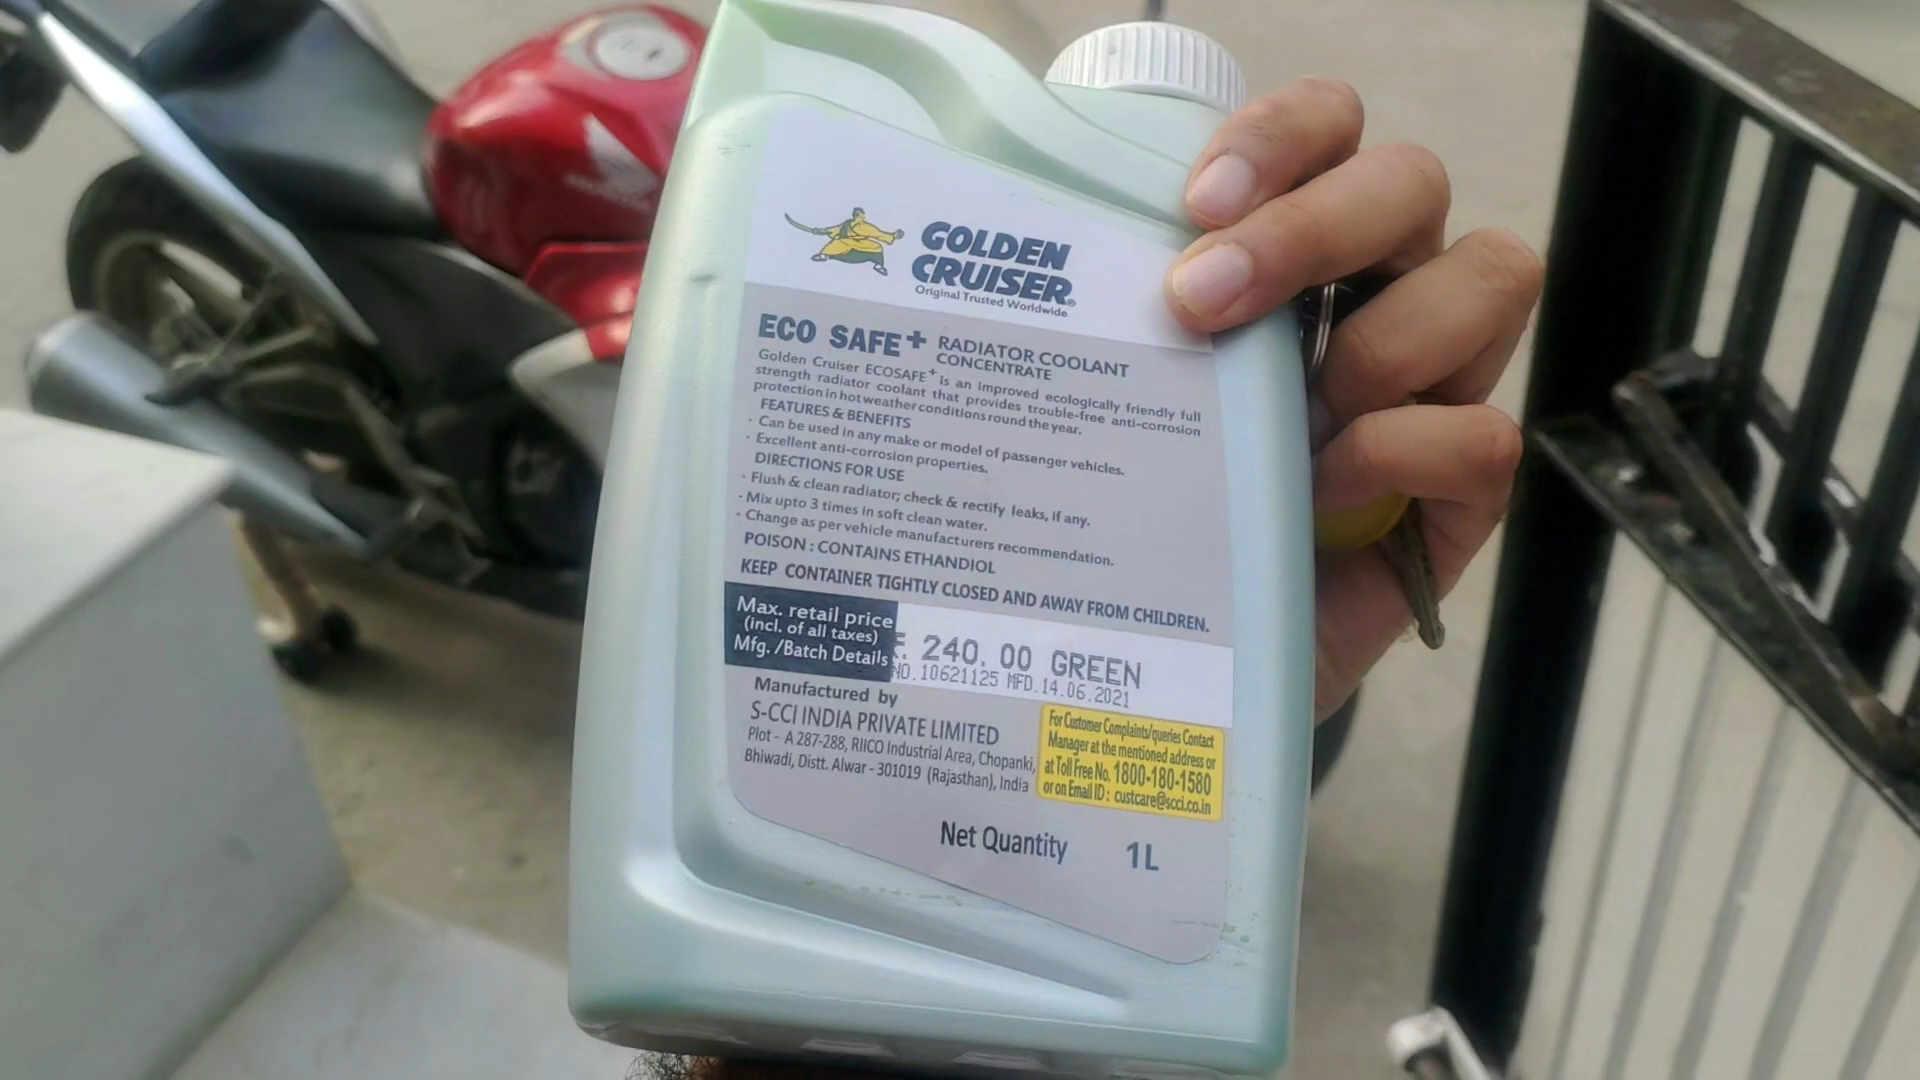 GOLDEN
CRUISER®
Original Trusted Worldwide
ECO SAFE+ RADIATOR COOLANT
CONCENTRATE
Golden Cruiser ECOSAFE+ is an improved ecologically friendly full
strength radiator coolant that provides trouble-free anti-corrosion
protection in hot weather conditions round the year.
FEATURES & BENEFITS
· Can be used in any make or model of passenger vehicles.
· Excellent anti-corrosion properties.
DIRECTIONS FOR USE
· Flush & clean radiator; check & rectify leaks, if any.
· Mix upto 3 times in soft clean water.
· Change as per vehicle manufacturers recommendation.
POISON : CONTAINS ETHANDIOL
KEEP CONTAINER TIGHTLY CLOSED AND AWAY FROM CHILDREN.
Max. retail price
(incl. of all taxes)
Mfg. /Batch Details
240. 00 GREEN
NO. 10621125 MFD. 14.06.2021
Manufactured by
S-CCI INDIA PRIVATE LIMITED
Plot - A 287-288, RIICO Industrial Area, Chopanki,
Bhiwadi, Distt. Alwar - 301019 (Rajasthan), India
For Customer Complaints/queries Contact
Manager at the mentioned address or
at Toll Free No. 1800-180-1580
or on Email ID : custcare@scci.co.in
Net Quantity 1L
HONDA